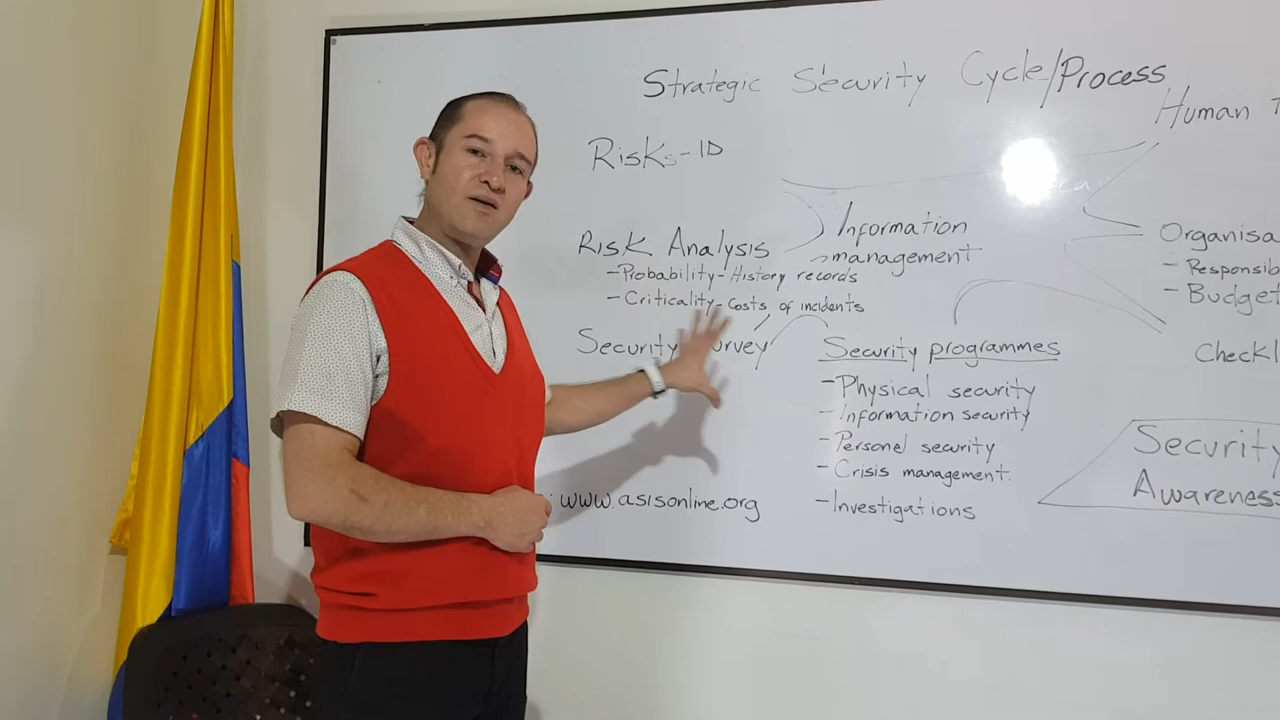 Strategic Security Cycle/Process
Human
Risks-ID
Information
management
Risk Analysis
-Probability-History records
-Criticality-Costs of incidents
Organisa
- Responsib
- Budget
Security
Security programmes
-Physical security
-Information security
-Personel security
-Crisis management.
-Investigations
Checkl
Security
Awareness
: www.asisonline.org